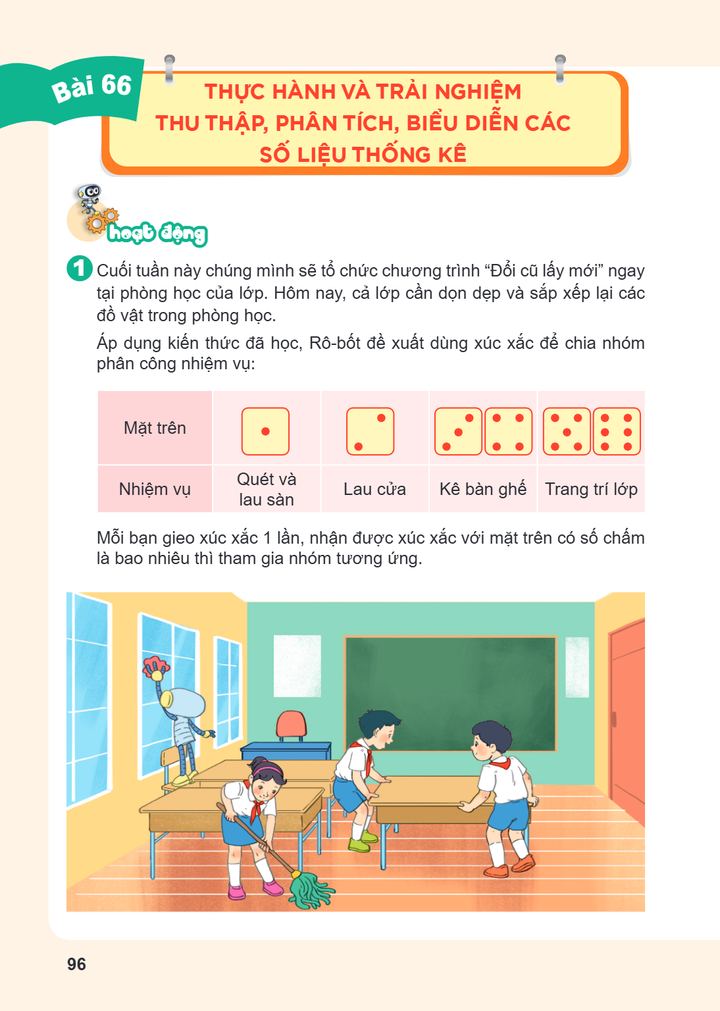 Bài 66
THỰC HÀNH VÀ TRẢI NGHIỆM
THU THẬP, PHÂN TÍCH, BIỂU DIỄN CÁC
SỐ LIỆU THỐNG KÊ
hoạt động
1 Cuối tuần này chúng mình sẽ tổ chức chương trình “Đổi cũ lấy mới” ngay
tại phòng học của lớp. Hôm nay, cả lớp cần dọn dẹp và sắp xếp lại các
đồ vật trong phòng học.
Áp dụng kiến thức đã học, Rô-bốt đề xuất dùng xúc xắc để chia nhóm
phân công nhiệm vụ:
Mặt trên
Nhiệm vụ
Quét và
lau sàn
Lau cửa
Kê bàn ghế
Trang trí lớp
Mỗi bạn gieo xúc xắc 1 lần, nhận được xúc xắc với mặt trên có số chấm
là bao nhiêu thì tham gia nhóm tương ứng.
96